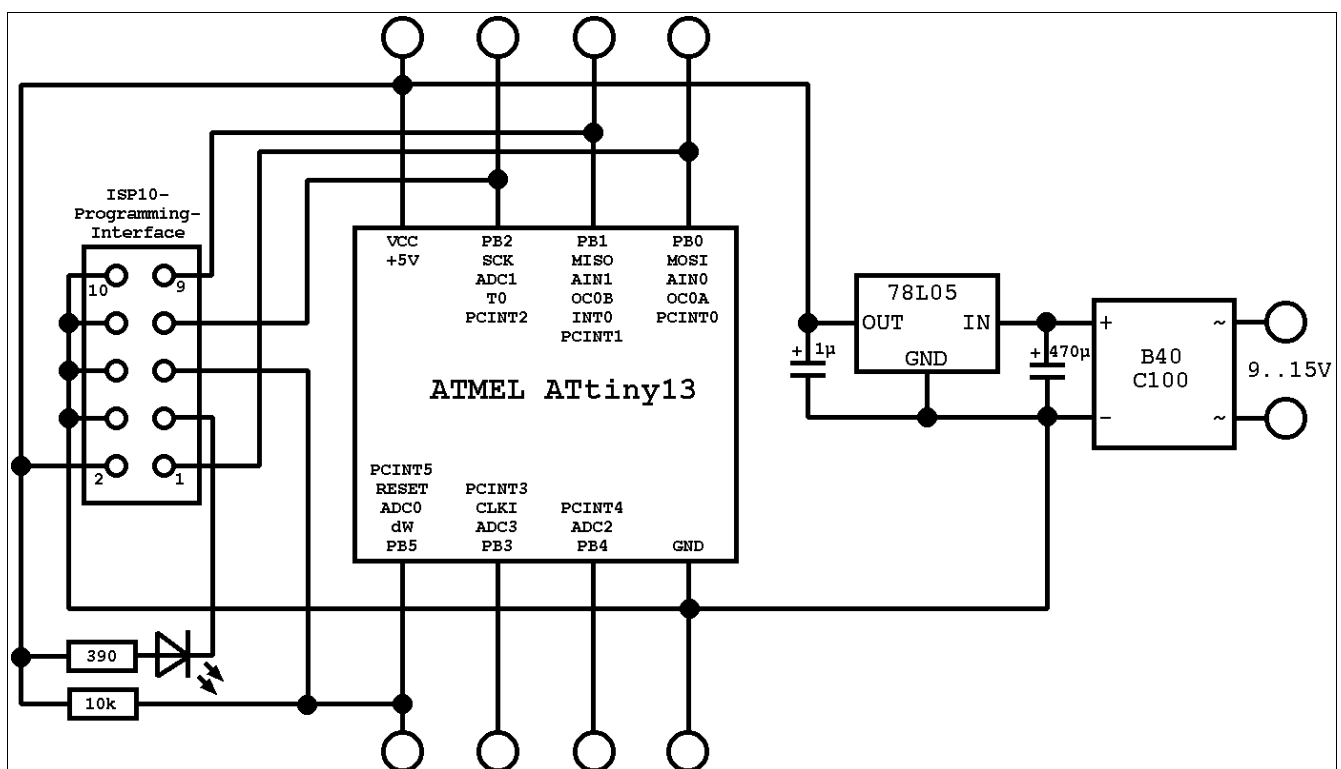 ISP10-
Programming-
Interface
10
9
2
1
VCC
+5V
PB2
SCK
ADC1
T0
PCINT2
PB1
MISO
AIN1
OC0B
INT0
PCINT1
PB0
MOSI
AIN0
OC0A
PCINT0
ATMEL ATtiny13
PCINT5
RESET
ADC0
dW
PB5
PCINT3
CLKI
ADC3
PB3
PCINT4
ADC2
PB4
GND
78L05
OUT IN
GND
+ 1µ
+ 470µ
+ ~
B40
C100
- ~
9..15V
390
10k